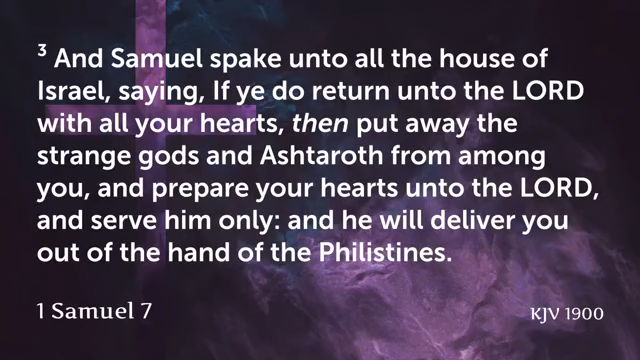 3 And Samuel spake unto all the house of
Israel, saying, If ye do return unto the LORD
with all your hearts, then put away the
strange gods and Ashtaroth from among
you, and prepare your hearts unto the LORD,
and serve him only: and he will deliver you
out of the hand of the Philistines.
1 Samuel 7
KJV 1900